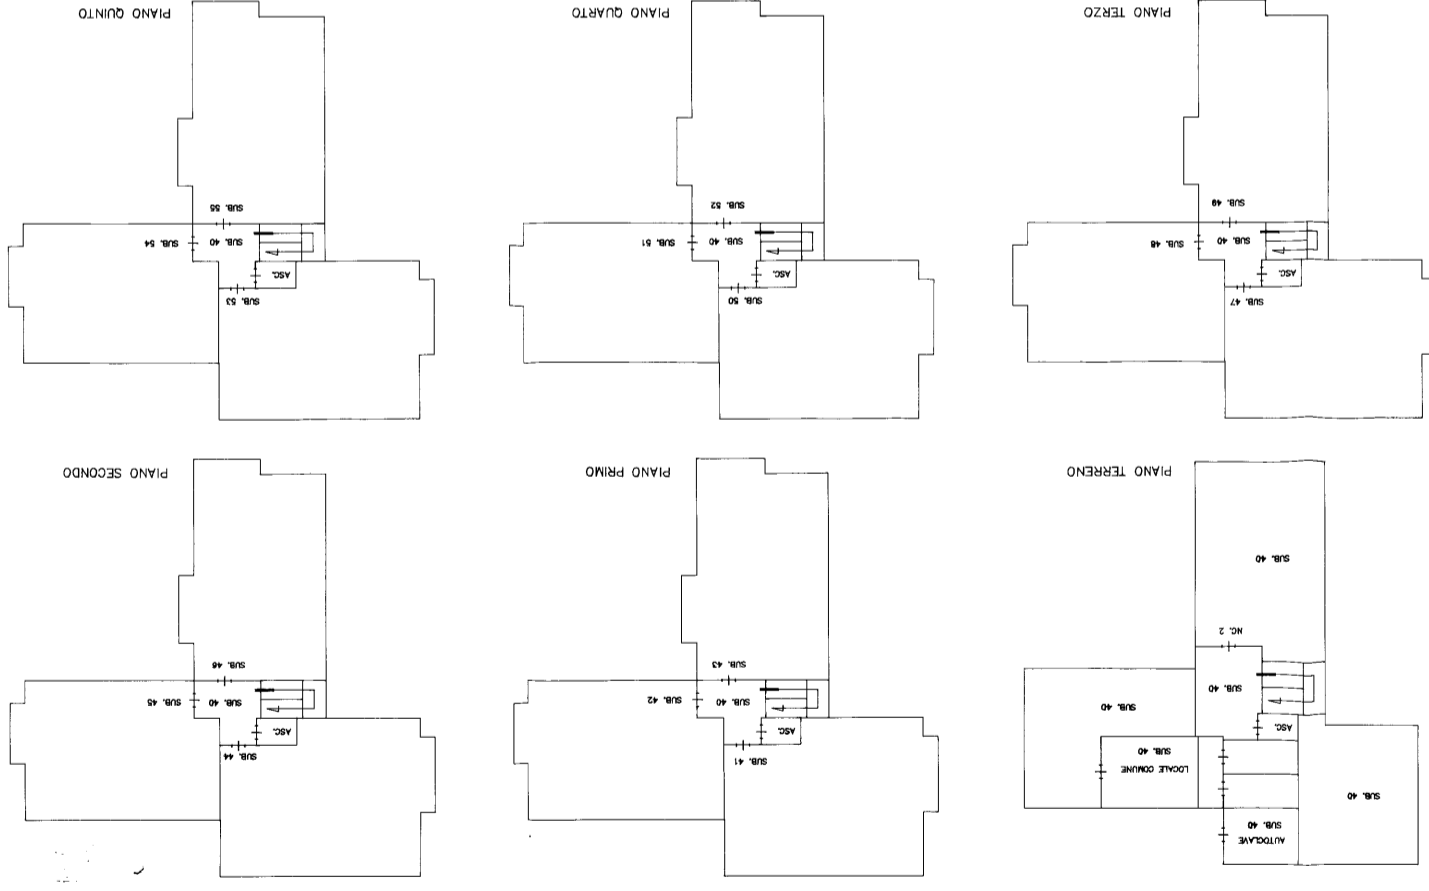 AUTOCLAVE
SUB. 40
SUB. 40
LOCALE COMUNE
SUB. 40
ASC.
SUB. 40
SUB. 40
NC. 2
SUB. 40
PIANO TERRENO
SUB. 41
ASC.
SUB. 40
SUB. 42
SUB. 43
PIANO PRIMO
SUB. 44
ASC.
SUB. 40
SUB. 45
SUB. 46
PIANO SECONDO
SUB. 47
ASC.
SUB. 40
SUB. 48
SUB. 49
PIANO TERZO
SUB. 50
ASC.
SUB. 40
SUB. 51
SUB. 52
PIANO QUARTO
SUB. 53
ASC.
SUB. 40
SUB. 54
SUB. 55
PIANO QUINTO